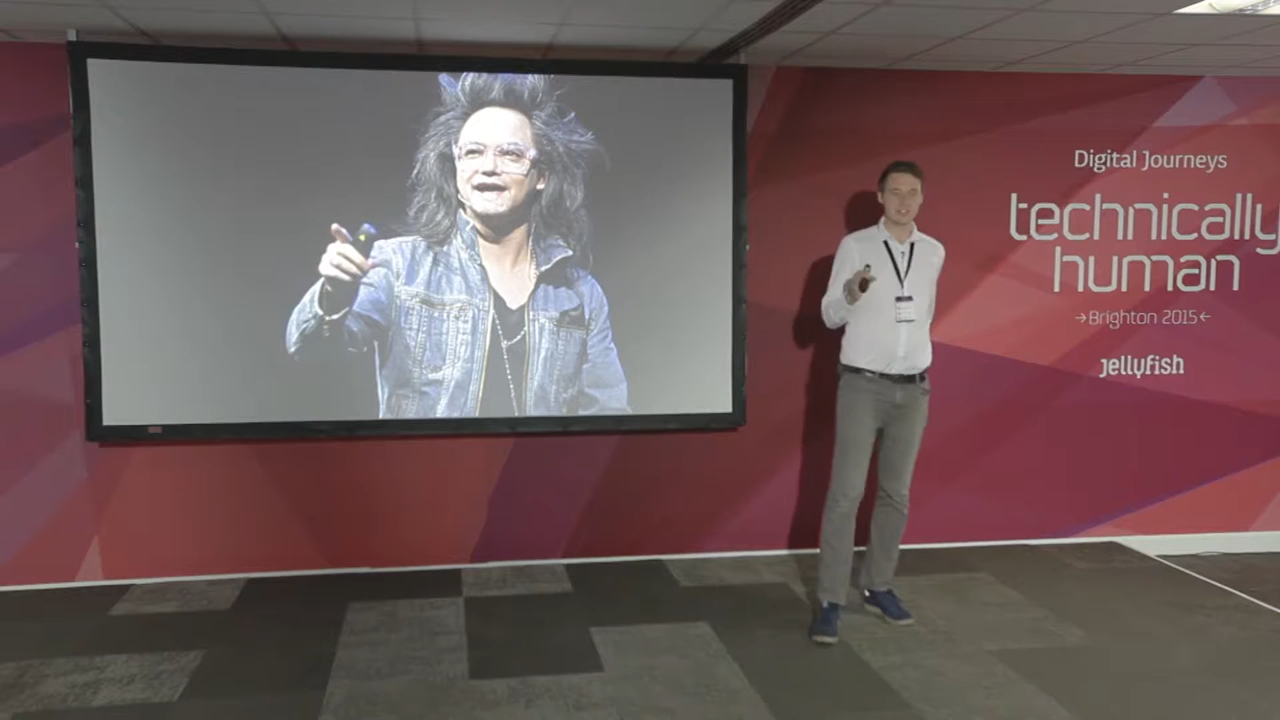 Digital Journeys
technically
human
→Brighton 2015←
jellyfish